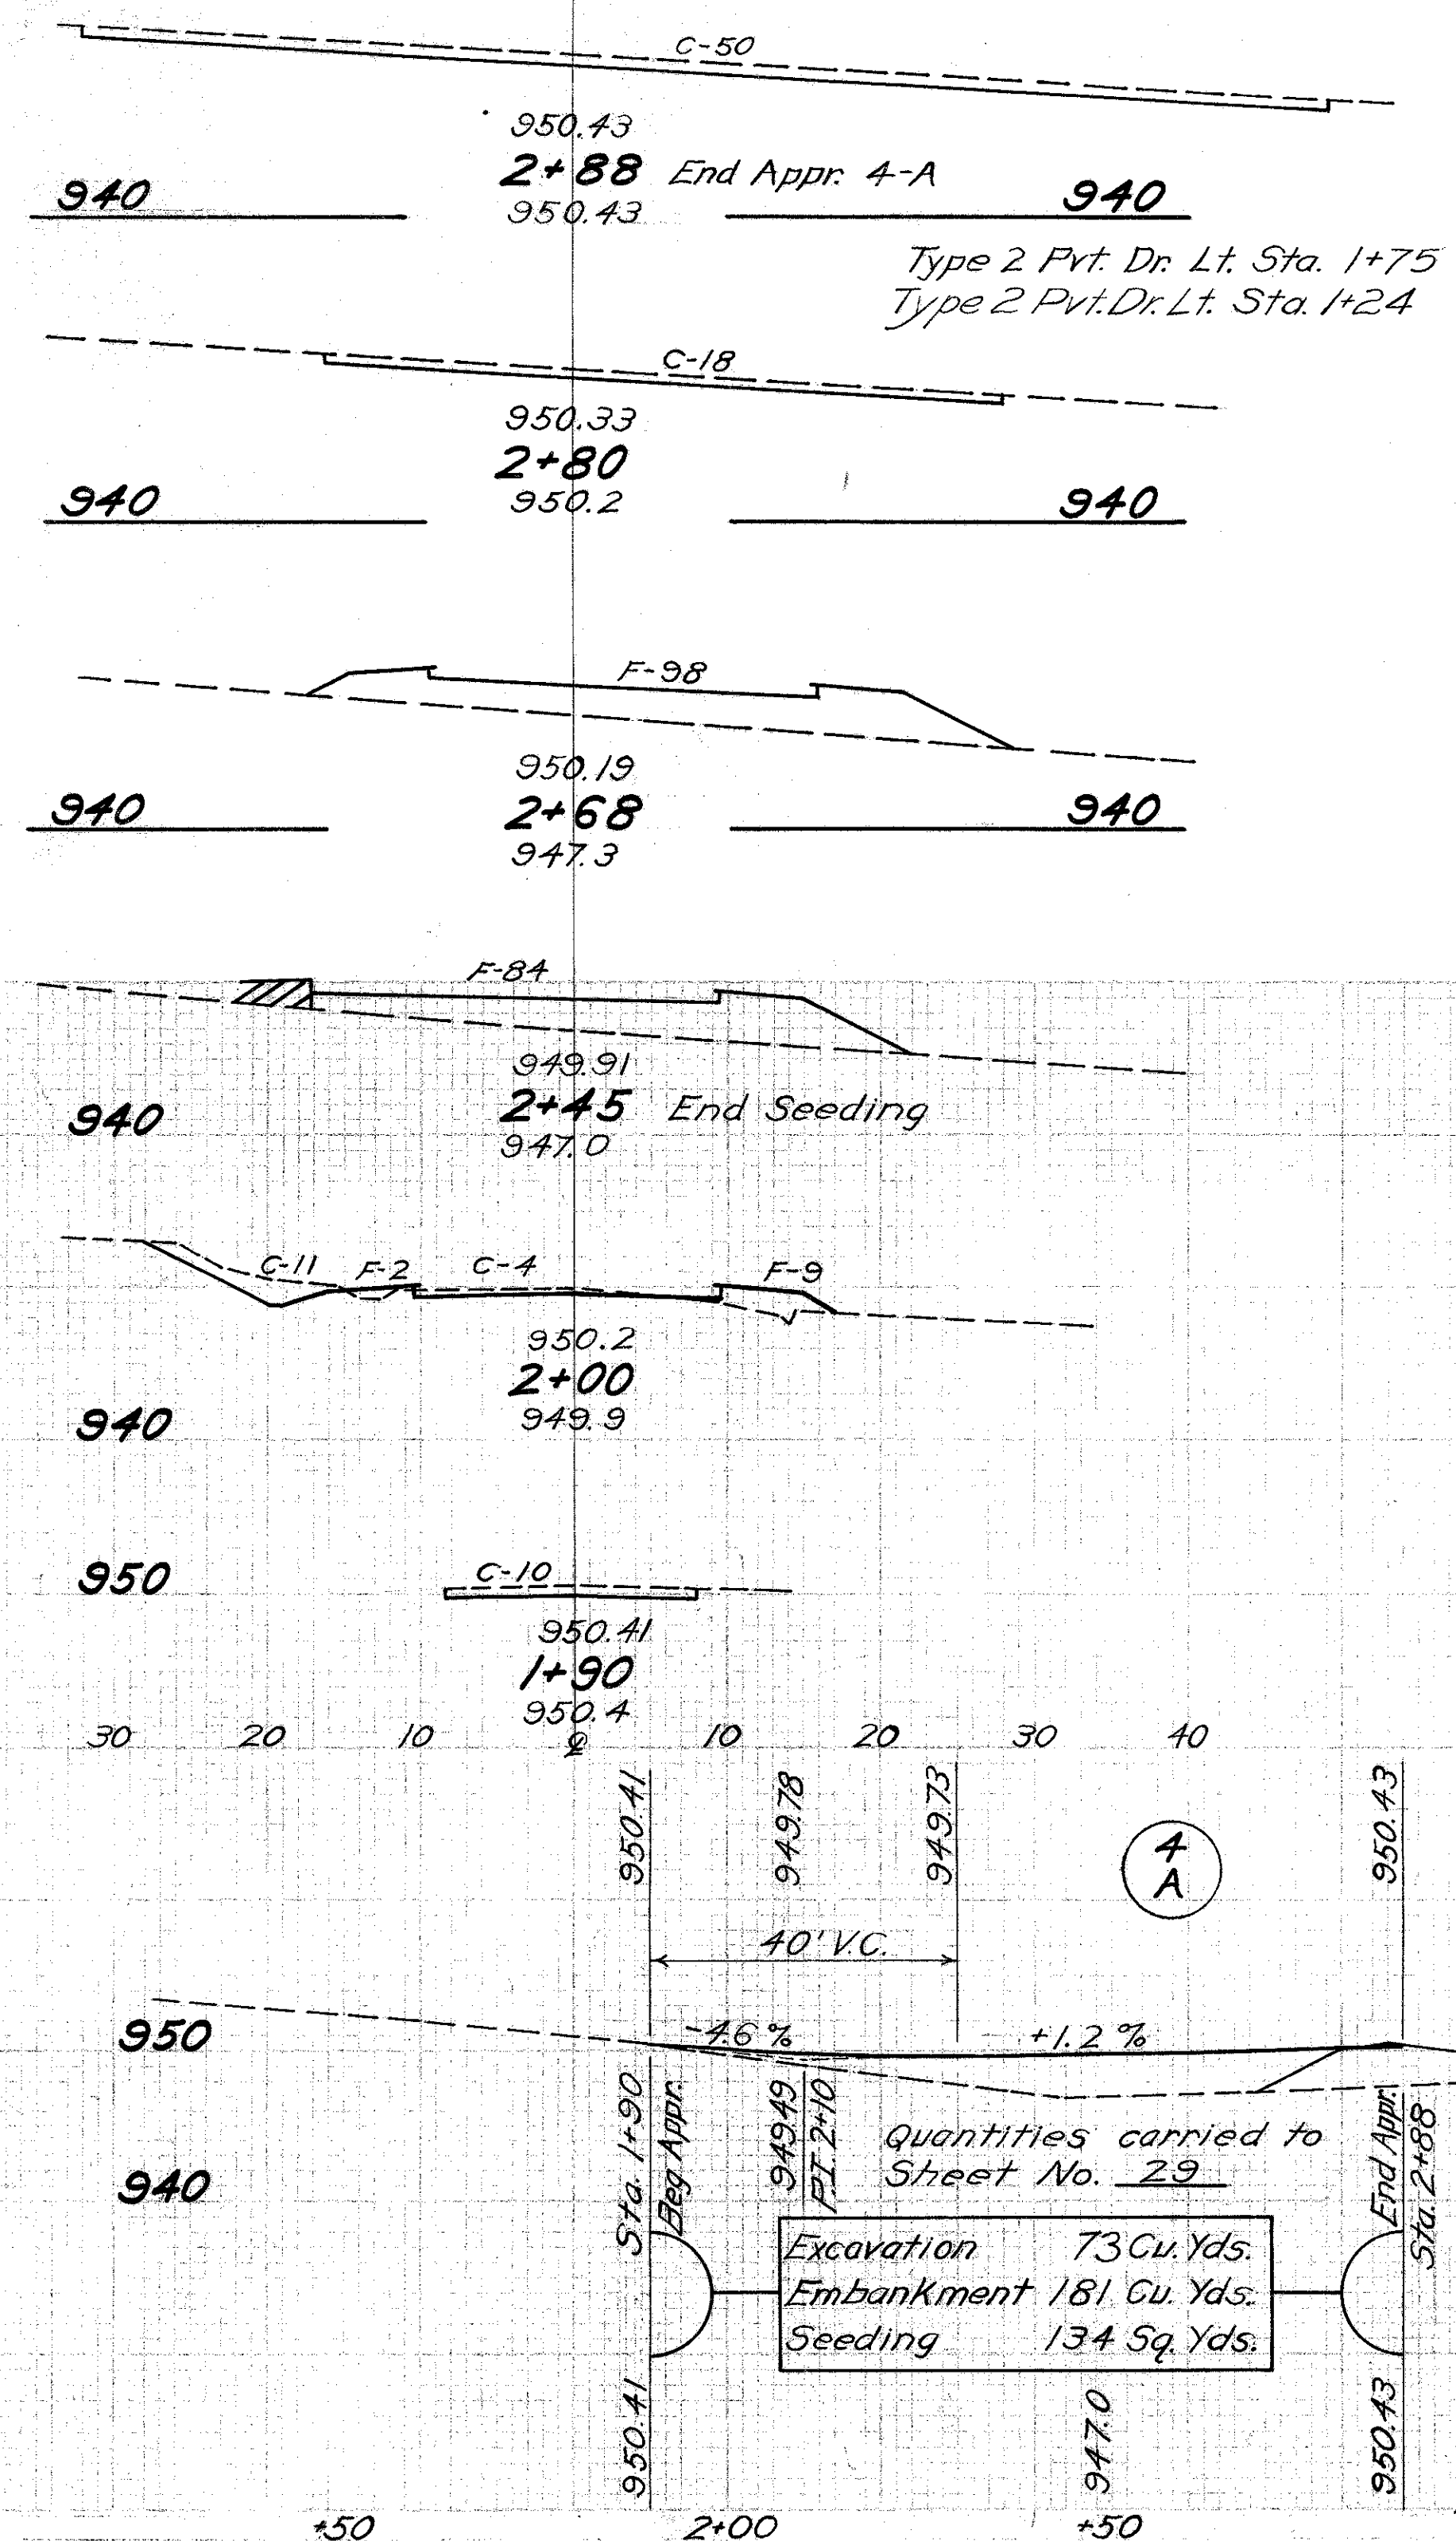 C-50
950.43
2+88 End Appr. 4-A
940 940
950.43
Type 2 Pvt. Dr. Lt. Sta. 1+75
Type 2 Pvt. Dr. Lt. Sta. 1+24
C-18
950.33
2+80
940 950.2 940
F-98
950.19
940 2+68 940
947.3
F-84
949.91
940 2+45 End Seeding
947.0
C-11 F-2 C-4 F-9
950.2
2+00
940 949.9
950 C-10
950.41
1+90
950.4
30 20 10 ℄ 10 20 30 40
950.41 949.78 949.73 950.43
4
A
40' V.C.
950 -4.6 % +1.2 %
940
Sta. 1+90
Beg Appr.
949.49
P.I. 2+10
Quantities carried to
Sheet No. 29
End Appr.
Sta. 2+88
Excavation 73 Cu. Yds.
Embankment 181 Cu. Yds.
Seeding 134 Sq. Yds.
950.41 947.0 950.43
+50 2+00 +50